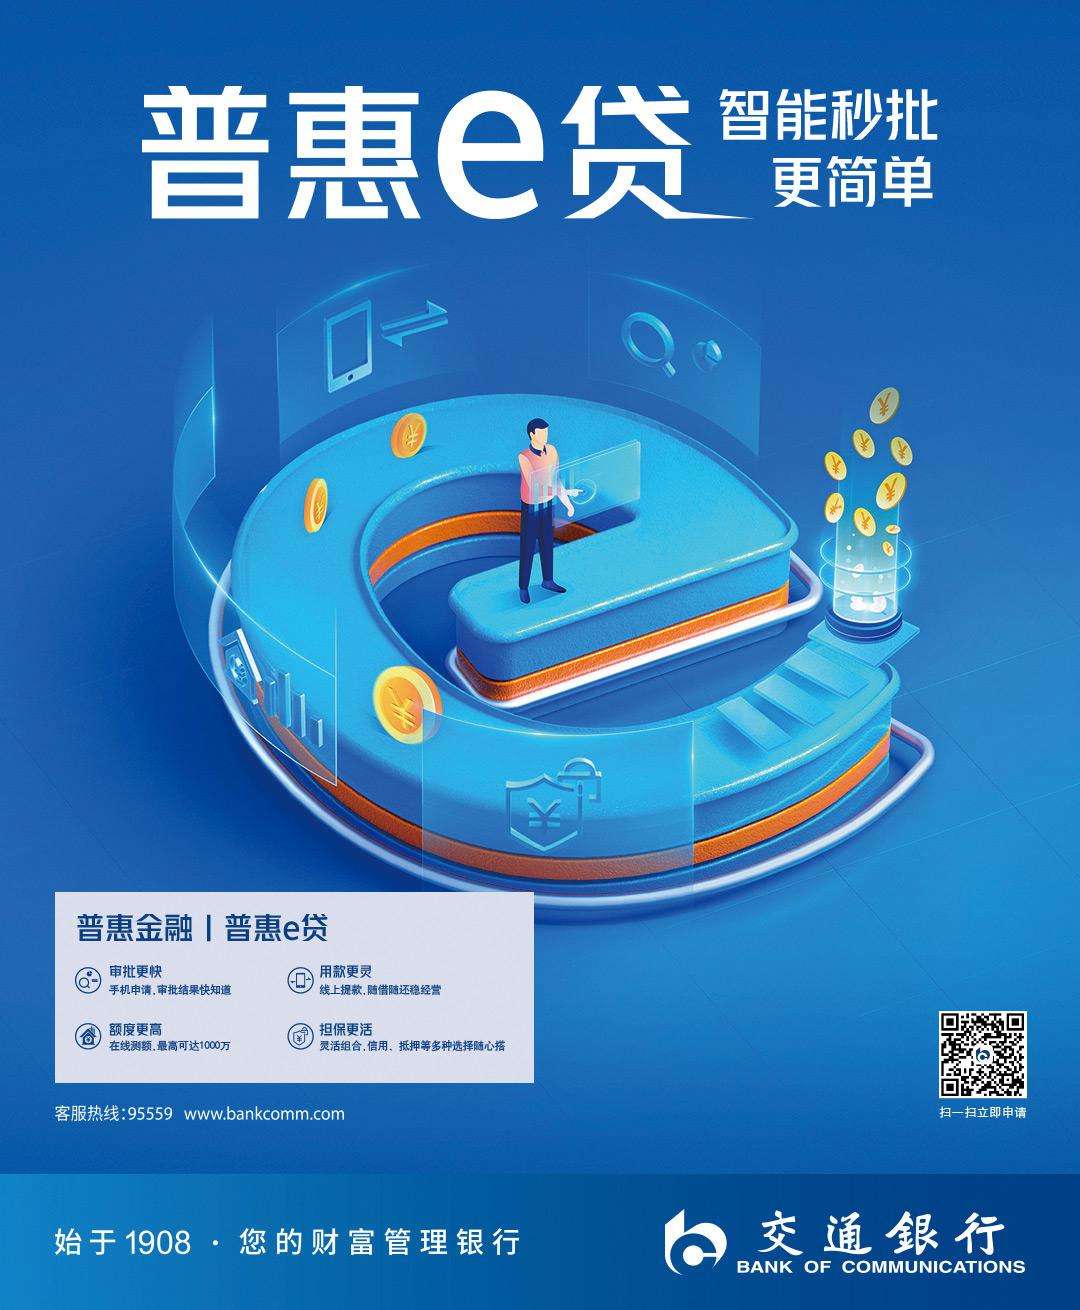 普惠e贷
智能秒批
更简单
普惠金融 | 普惠e贷
审批更快
手机申请,审批结果快知道
用款更灵
线上提款,随借随还稳经营
额度更高
在线测额,最高可达1000万
担保更活
灵活组合,信用、抵押等多种选择随心搭
客服热线:95559 www.bankcomm.com
扫一扫立即申请
始于1908 · 您的财富管理银行
交通銀行
BANK OF COMMUNICATIONS